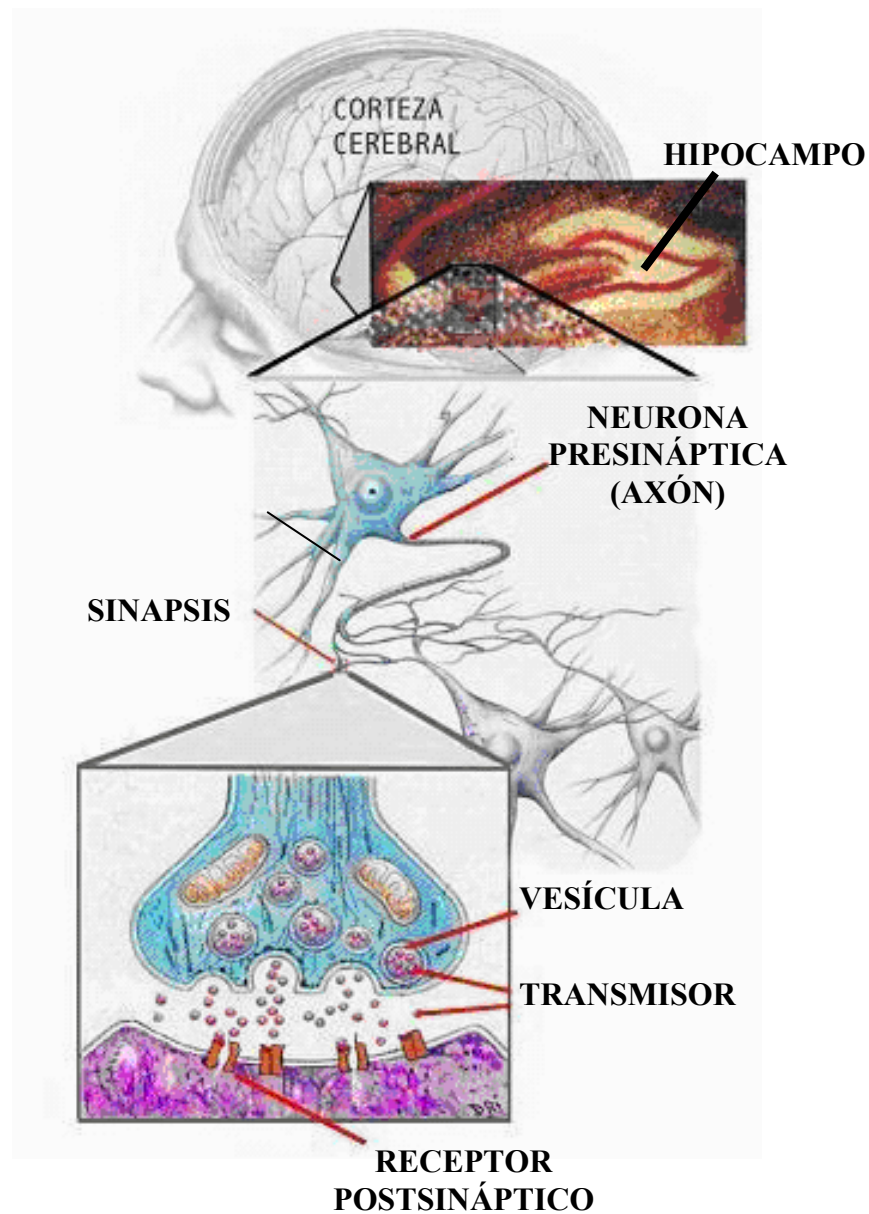 CORTEZA
CEREBRAL
HIPOCAMPO
NEURONA
PRESINÁPTICA
(AXÓN)
SINAPSIS
VESÍCULA
TRANSMISOR
RECEPTOR
POSTSINÁPTICO